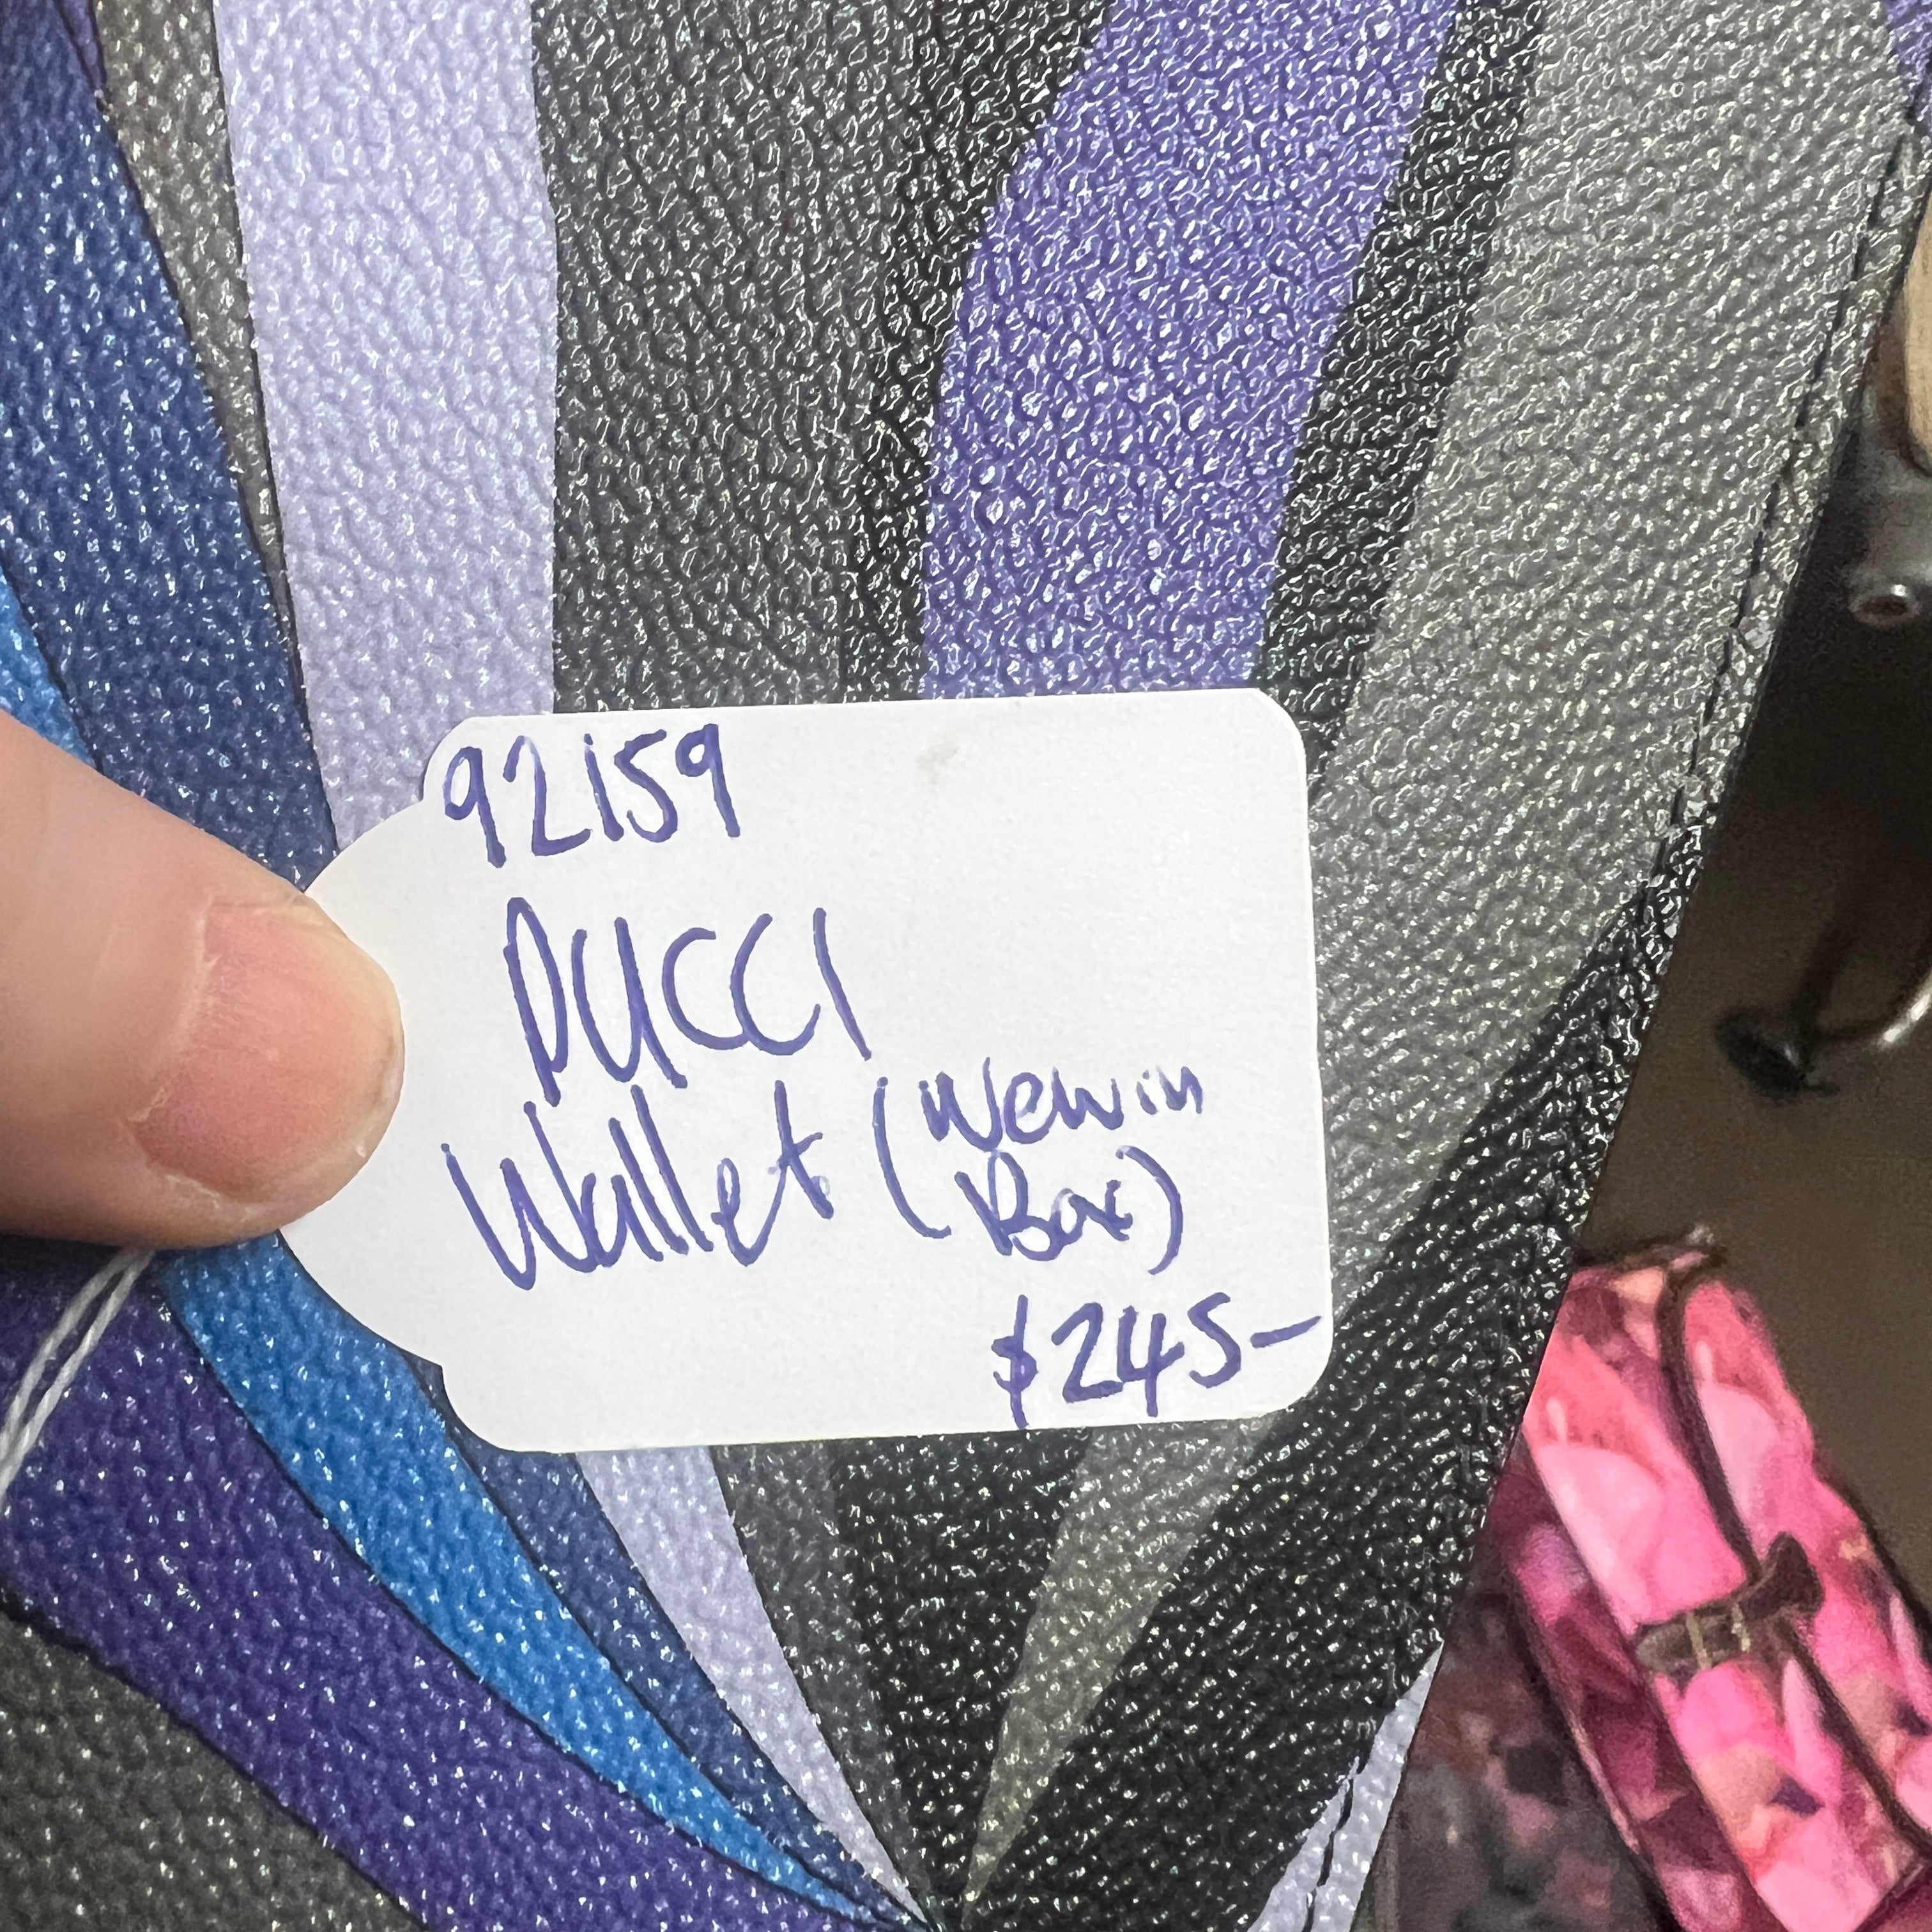 92159
PUCCI
Wallet (New in
Box)
$245-